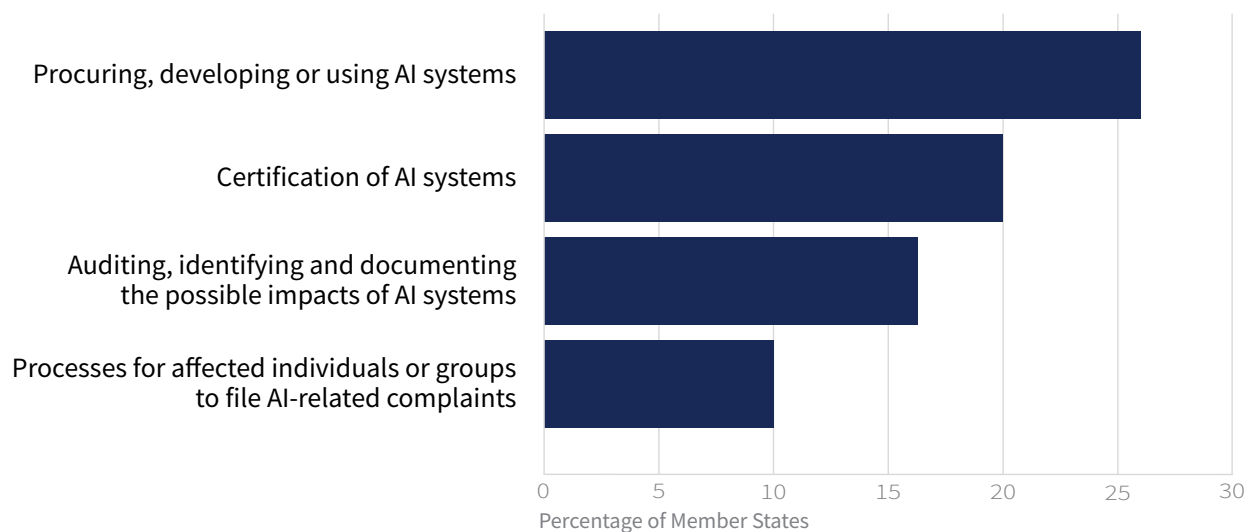 Procuring, developing or using AI systems
Certification of AI systems
Auditing, identifying and documenting
the possible impacts of AI systems
Processes for affected individuals or groups
to file AI-related complaints
0 5 10 15 20 25 30
Percentage of Member States